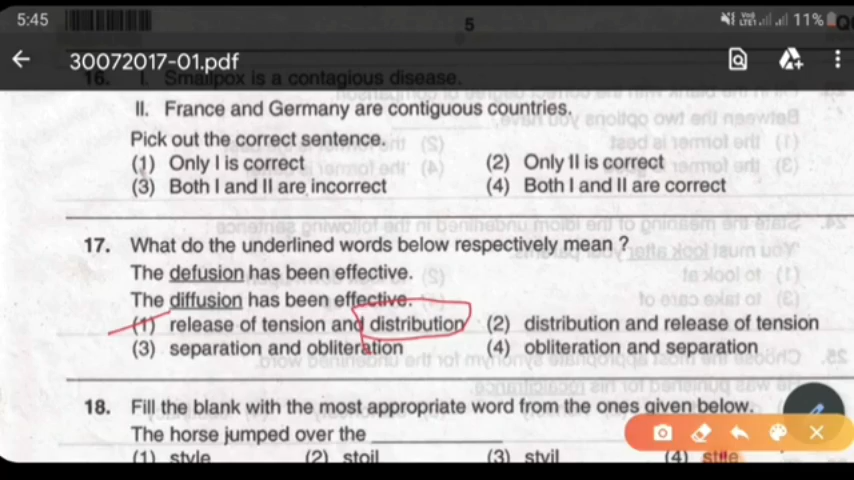 5:45
5
11%
30072017-01.pdf
16. I. Smallpox is a contagious disease.
II. France and Germany are contiguous countries.
Pick out the correct sentence.
(1) Only I is correct (2) Only II is correct
(3) Both I and II are incorrect (4) Both I and II are correct
17. What do the underlined words below respectively mean ?
The defusion has been effective.
The diffusion has been effective.
(1) release of tension and distribution (2) distribution and release of tension
(3) separation and obliteration (4) obliteration and separation
18. Fill the blank with the most appropriate word from the ones given below.
The horse jumped over the ____________
(1) style (2) stoil (3) styil (4) stile